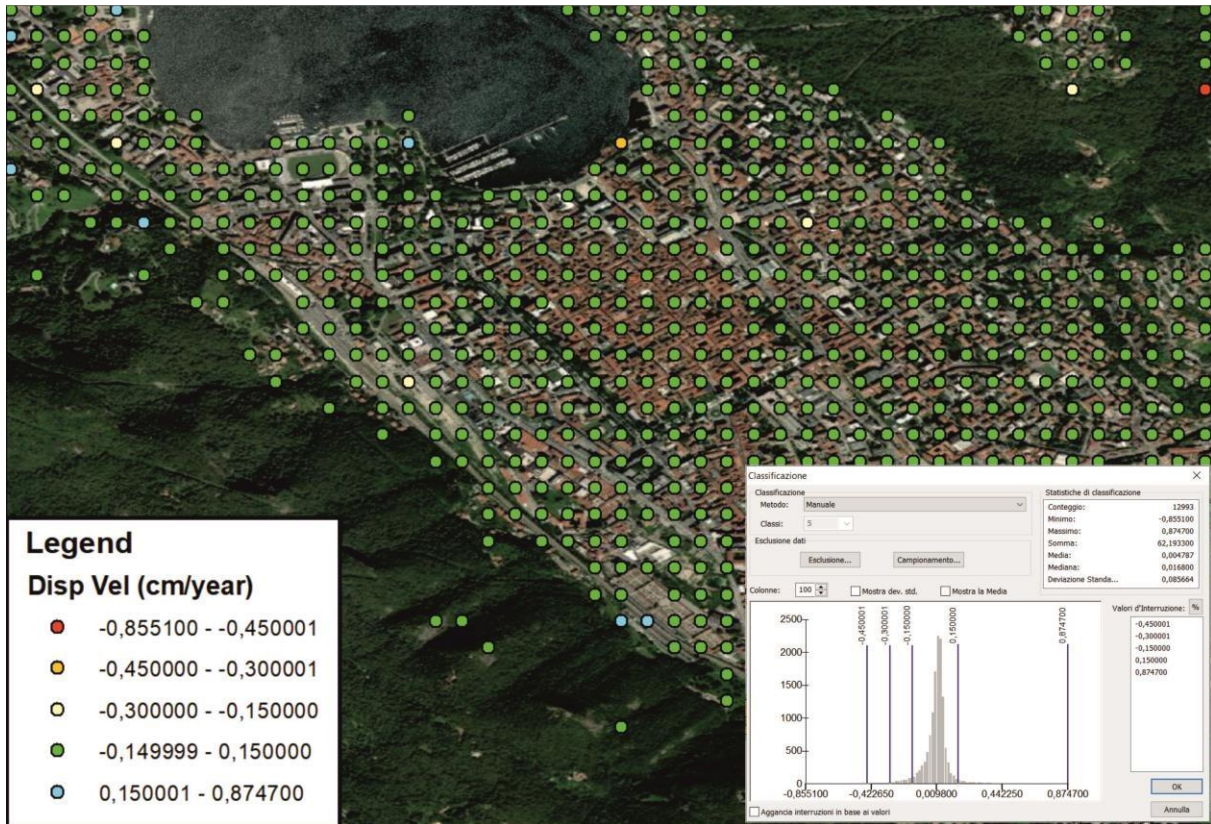 Legend
Disp Vel (cm/year)
-0,855100 - -0,450001
-0,450000 - -0,300001
-0,300000 - -0,150000
-0,149999 - 0,150000
0,150001 - 0,874700
Classificazione
Classificazione
Metodo: Manuale
Classi: 5
Esclusione dati
Esclusione... Campionamento...
Statistiche di classificazione
Conteggio: 12993
Minimo: -0,855100
Massimo: 0,874700
Somma: 62,193300
Media: 0,004787
Mediana: 0,016800
Deviazione Standa... 0,085664
Colonne: 100 Mostra dev. std. Mostra la Media
Valori d'Interruzione: %
-0,450001
-0,300001
-0,150000
0,150000
0,874700
2500
2000
1500
1000
500
0
-0,450001
-0,300001
-0,150000
0,150000
0,874700
-0,855100 -0,422650 0,009800 0,442250 0,874700
Aggancia interruzioni in base ai valori
OK
Annulla